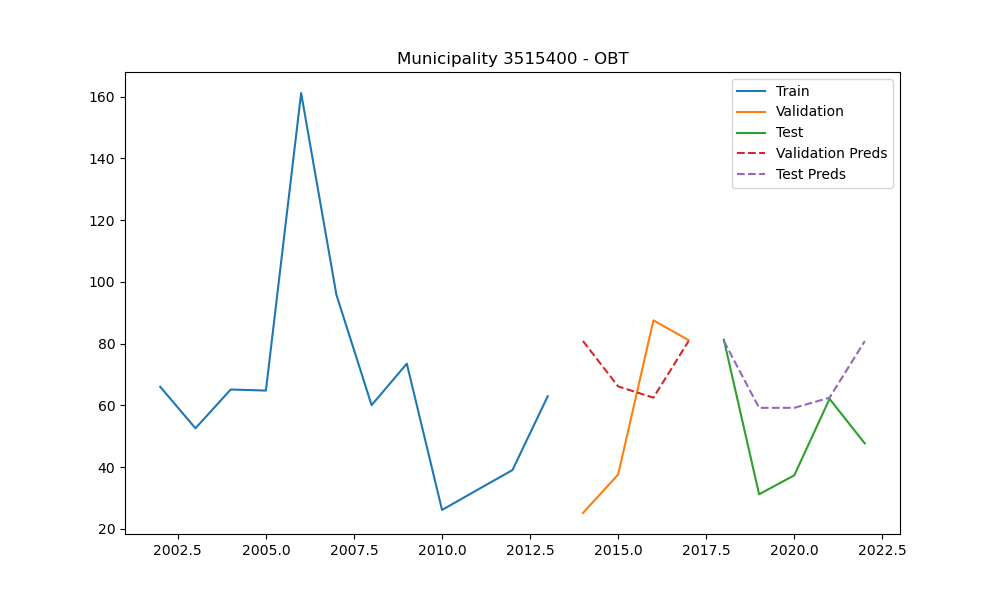 Municipality 3515400 - OBT
160
140
120
100
80
60
40
20
2002.5 2005.0 2007.5 2010.0 2012.5 2015.0 2017.5 2020.0 2022.5
Train
Validation
Test
Validation Preds
Test Preds